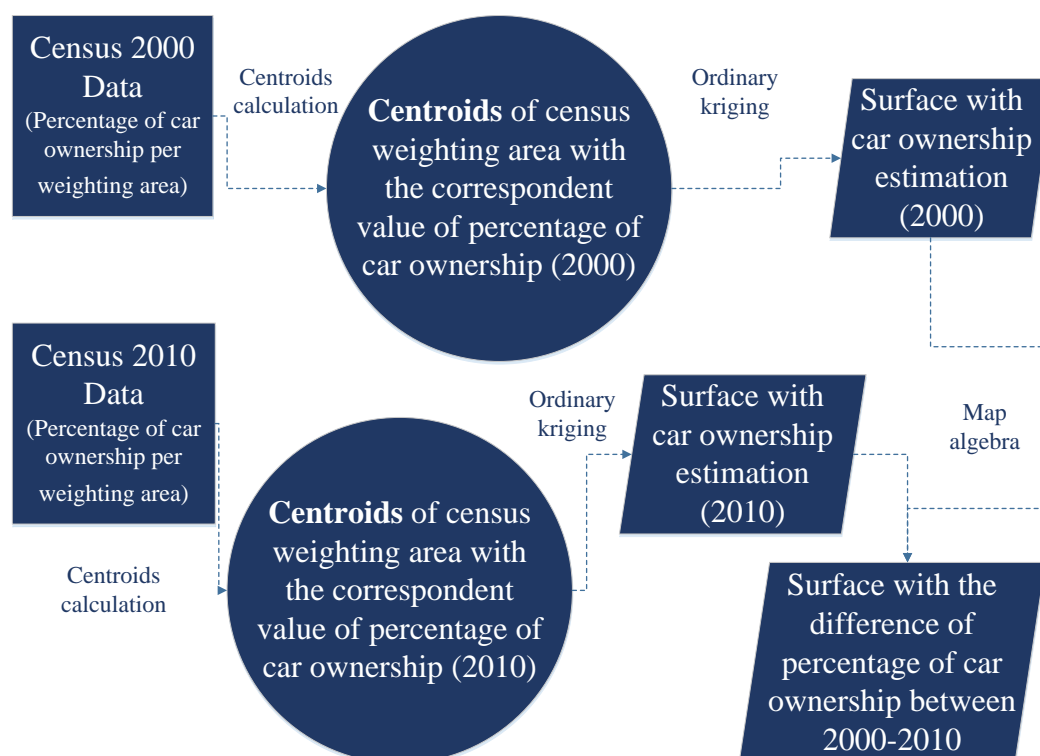 Census 2000
Data
(Percentage of car
ownership per
weighting area)
Centroids
calculation
Centroids of census
weighting area with
the correspondent
value of percentage of
car ownership (2000)
Ordinary
kriging
Surface with
car ownership
estimation
(2000)
Census 2010
Data
(Percentage of car
ownership per
weighting area)
Centroids
calculation
Centroids of census
weighting area with
the correspondent
value of percentage of
car ownership (2010)
Ordinary
kriging
Surface with
car ownership
estimation
(2010)
Map
algebra
Surface with the
difference of
percentage of car
ownership between
2000-2010